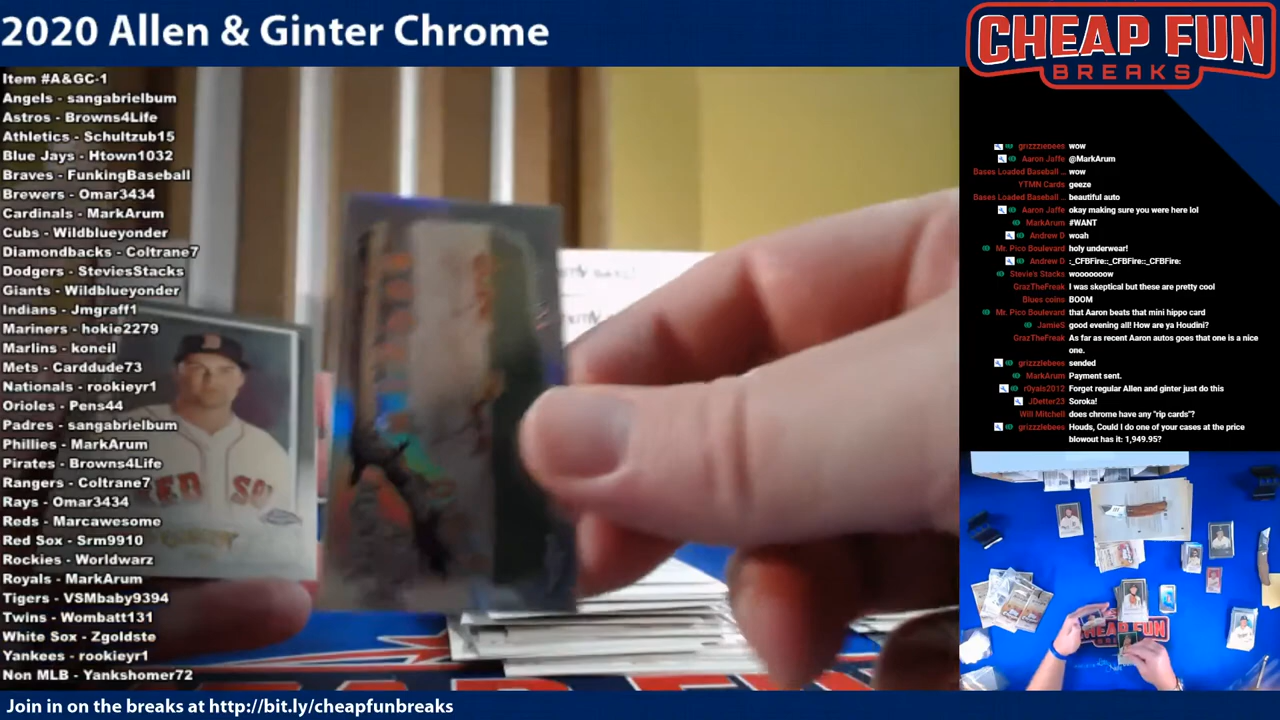 2020 Allen & Ginter Chrome
CHEAP FUN
BREAKS
Item #A&GC-1
Angels - sangabrielbum
Astros - Browns4Life
Athletics - Schultzub15
Blue Jays - Htown1032
Braves - FunkingBaseball
Brewers - Omar3434
Cardinals - MarkArum
Cubs - Wildblueyonder
Diamondbacks - Coltrane7
Dodgers - SteviesStacks
Giants - Wildblueyonder
Indians - Jmgraff1
Mariners - hokie2279
Marlins - koneil
Mets - Carddude73
Nationals - rookieyr1
Orioles - Pens44
Padres - sangabrielbum
Phillies - MarkArum
Pirates - Browns4Life
Rangers - Coltrane7
Rays - Omar3434
Reds - Marcawesome
Red Sox - Srm9910
Rockies - Worldwarz
Royals - MarkArum
Tigers - VSMbaby9394
Twins - Wombatt131
White Sox - Zgoldste
Yankees - rookieyr1
Non MLB - Yankshomer72
RED SO
grizzzlebees wow
Aaron Jaffe @MarkArum
Bases Loaded Baseball ... wow
YTMN Cards geeze
Bases Loaded Baseball ... beautiful auto
Aaron Jaffe okay making sure you were here lol
MarkArum #WANT
Andrew D woah
Mr. Pico Boulevard holy underwear!
Andrew D :_CFBFire::_CFBFire::_CFBFire:
Stevie's Stacks wooooooow
GrazTheFreak I was skeptical but these are pretty cool
Blues coins BOOM
Mr. Pico Boulevard that Aaron beats that mini hippo card
JamieS good evening all! How are ya Houdini?
GrazTheFreak As far as recent Aaron autos goes that one is a nice
one.
grizzzlebees sended
MarkArum Payment sent.
r0yals2012 Forget regular Allen and ginter just do this
JDetter23 Soroka!
Will Mitchell does chrome have any "rip cards"?
grizzzlebees Houds, Could I do one of your cases at the price
blowout has it: 1,949.95?
CHEAP FUN
Join in on the breaks at http://bit.ly/cheapfunbreaks